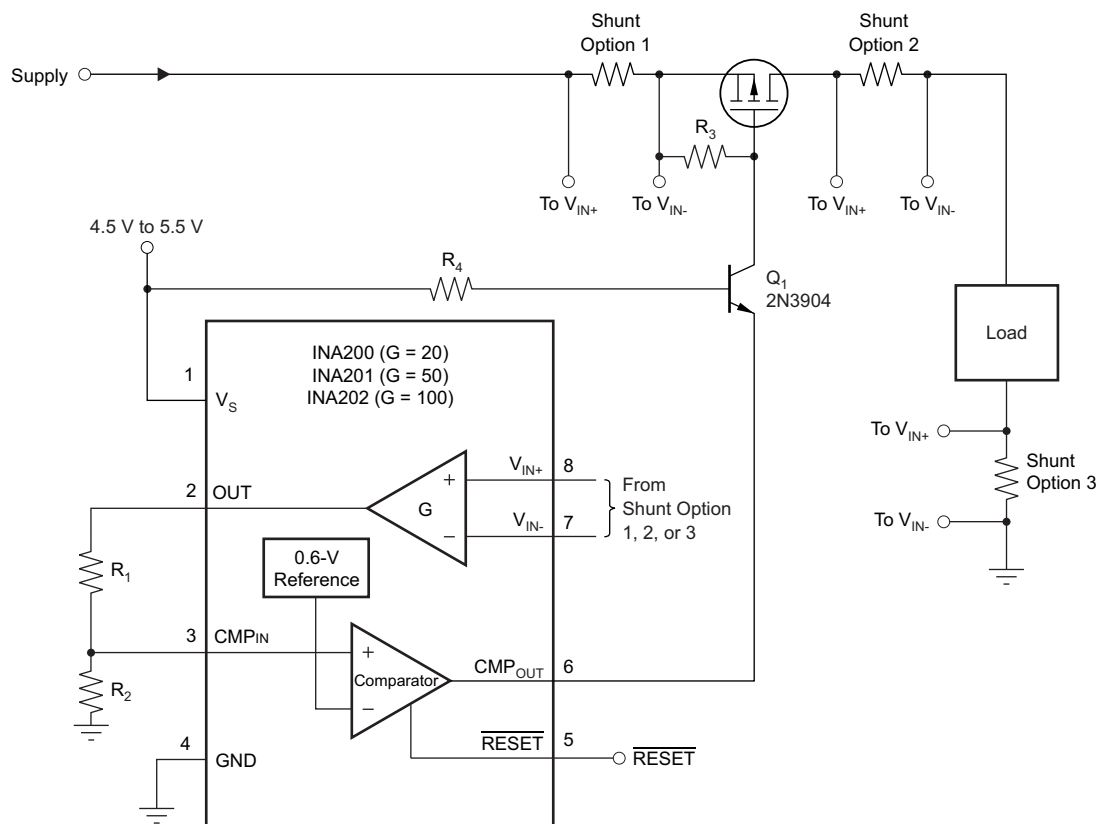 Shunt
Option 1
Shunt
Option 2
Supply
R3
To VIN+
To VIN-
To VIN+
To VIN-
4.5 V to 5.5 V
R4
Q1
2N3904
Load
INA200 (G = 20)
INA201 (G = 50)
INA202 (G = 100)
1
VS
To VIN+
Shunt
Option 3
To VIN-
2
OUT
G
+
−
VIN+
8
VIN-
7
From
Shunt Option
1, 2, or 3
R1
0.6-V
Reference
3
CMPIN
+
Comparator
−
CMPOUT
6
R2
4
GND
RESET
5
RESET